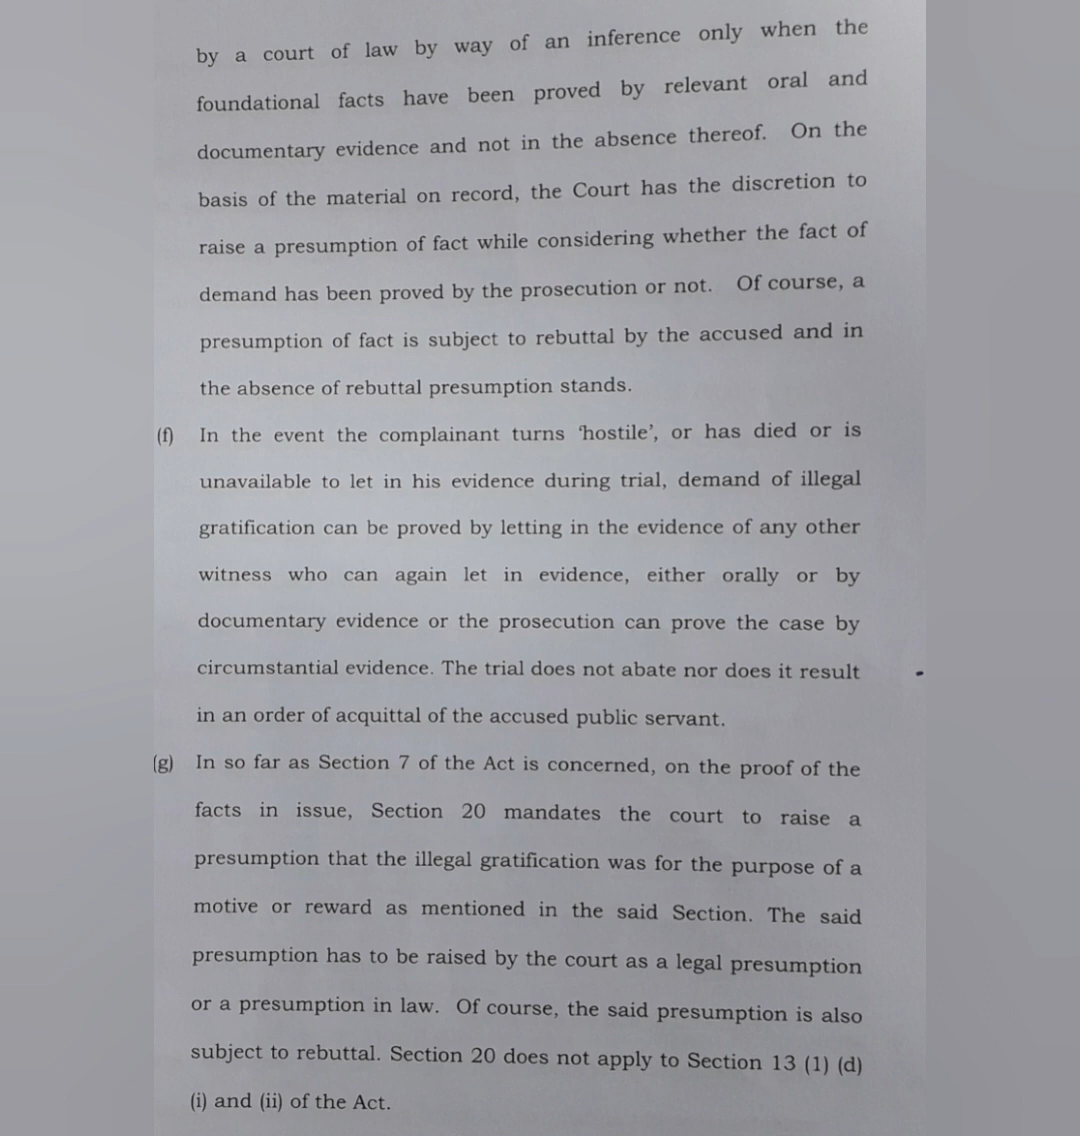 by a court of law by way of an inference only when the
foundational facts have been proved by relevant oral and
documentary evidence and not in the absence thereof. On the
basis of the material on record, the Court has the discretion to
raise a presumption of fact while considering whether the fact of
demand has been proved by the prosecution or not. Of course, a
presumption of fact is subject to rebuttal by the accused and in
the absence of rebuttal presumption stands.
(f) In the event the complainant turns ‘hostile’, or has died or is
unavailable to let in his evidence during trial, demand of illegal
gratification can be proved by letting in the evidence of any other
witness who can again let in evidence, either orally or by
documentary evidence or the prosecution can prove the case by
circumstantial evidence. The trial does not abate nor does it result
in an order of acquittal of the accused public servant.
(g) In so far as Section 7 of the Act is concerned, on the proof of the
facts in issue, Section 20 mandates the court to raise a
presumption that the illegal gratification was for the purpose of a
motive or reward as mentioned in the said Section. The said
presumption has to be raised by the court as a legal presumption
or a presumption in law. Of course, the said presumption is also
subject to rebuttal. Section 20 does not apply to Section 13 (1) (d)
(i) and (ii) of the Act.